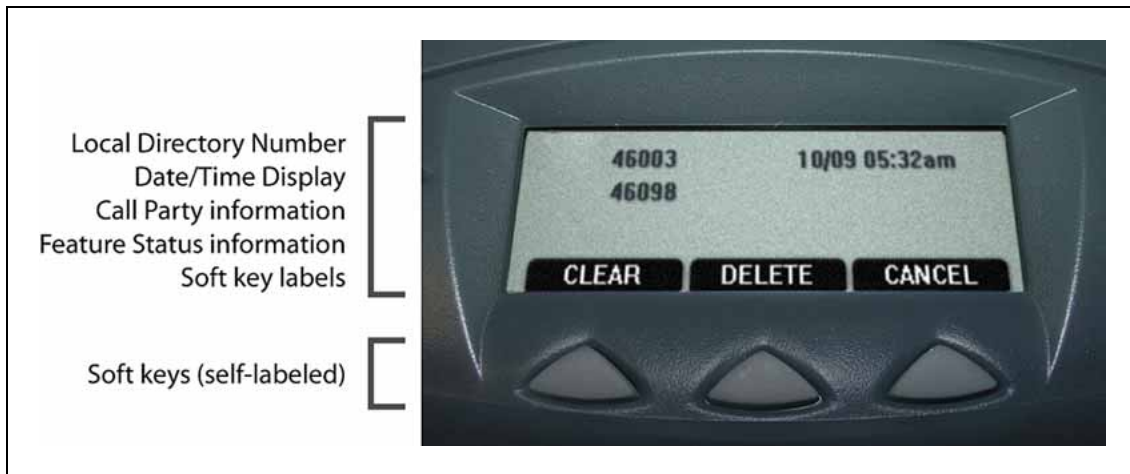 Local Directory Number
Date/Time Display
Call Party information
Feature Status information
Soft key labels
46003 10/09 05:32am
46098
CLEAR DELETE CANCEL
Soft keys (self-labeled)